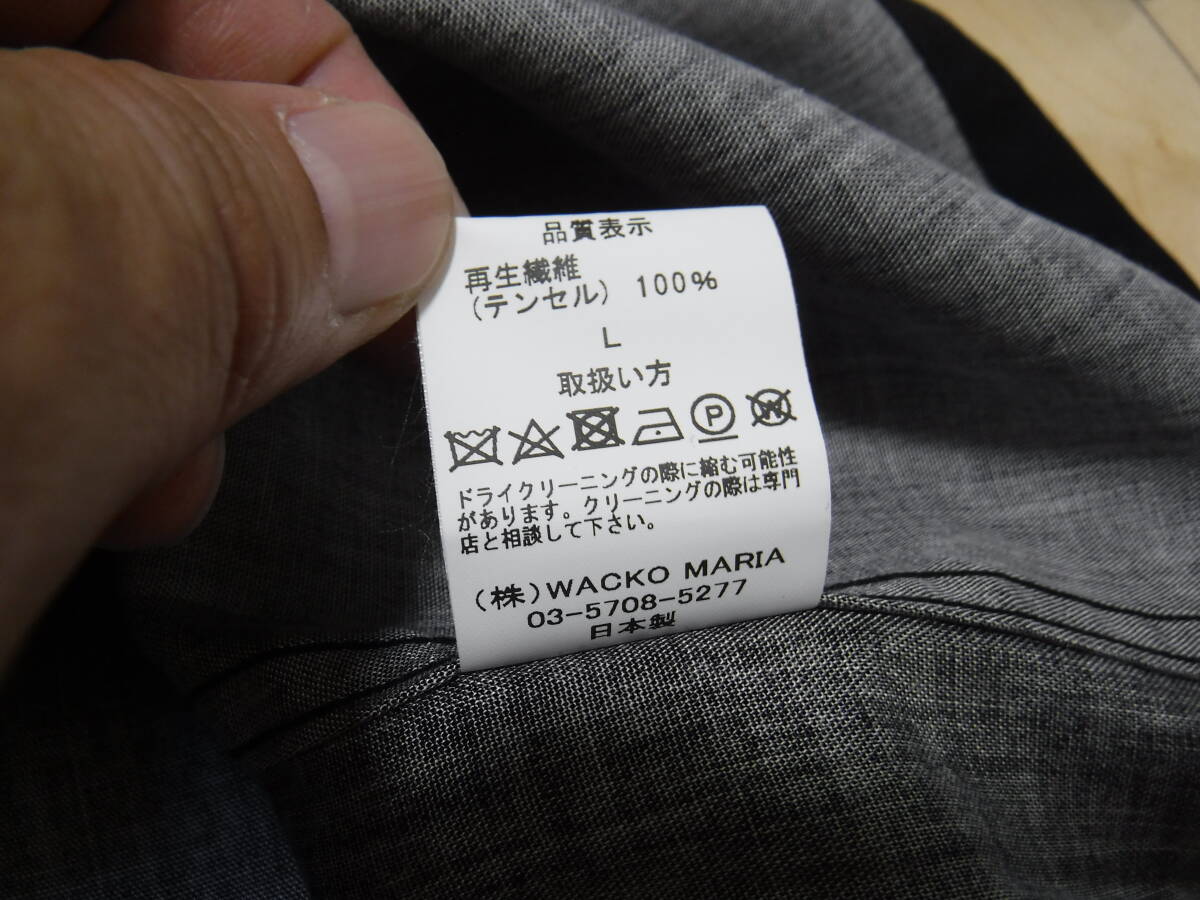 品質表示
再生繊維
(テンセル) 100%
L
取扱い方
P W
ドライクリーニングの際に縮む可能性
があります。クリーニングの際は専門
店と相談して下さい。
(株)WACKO MARIA
03-5708-5277
日本製